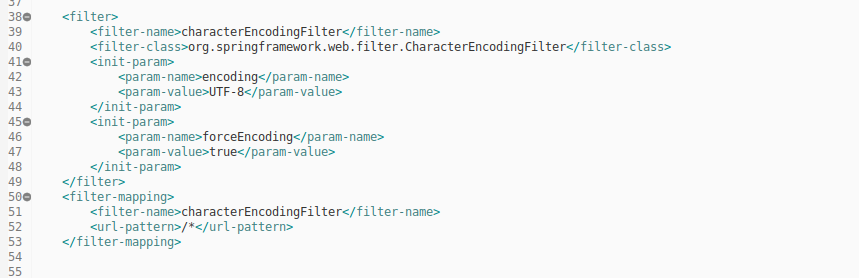 37
38 <filter>
39 <filter-name>characterEncodingFilter</filter-name>
40 <filter-class>org.springframework.web.filter.CharacterEncodingFilter</filter-class>
41 <init-param>
42 <param-name>encoding</param-name>
43 <param-value>UTF-8</param-value>
44 </init-param>
45 <init-param>
46 <param-name>forceEncoding</param-name>
47 <param-value>true</param-value>
48 </init-param>
49 </filter>
50 <filter-mapping>
51 <filter-name>characterEncodingFilter</filter-name>
52 <url-pattern>/*</url-pattern>
53 </filter-mapping>
54
55